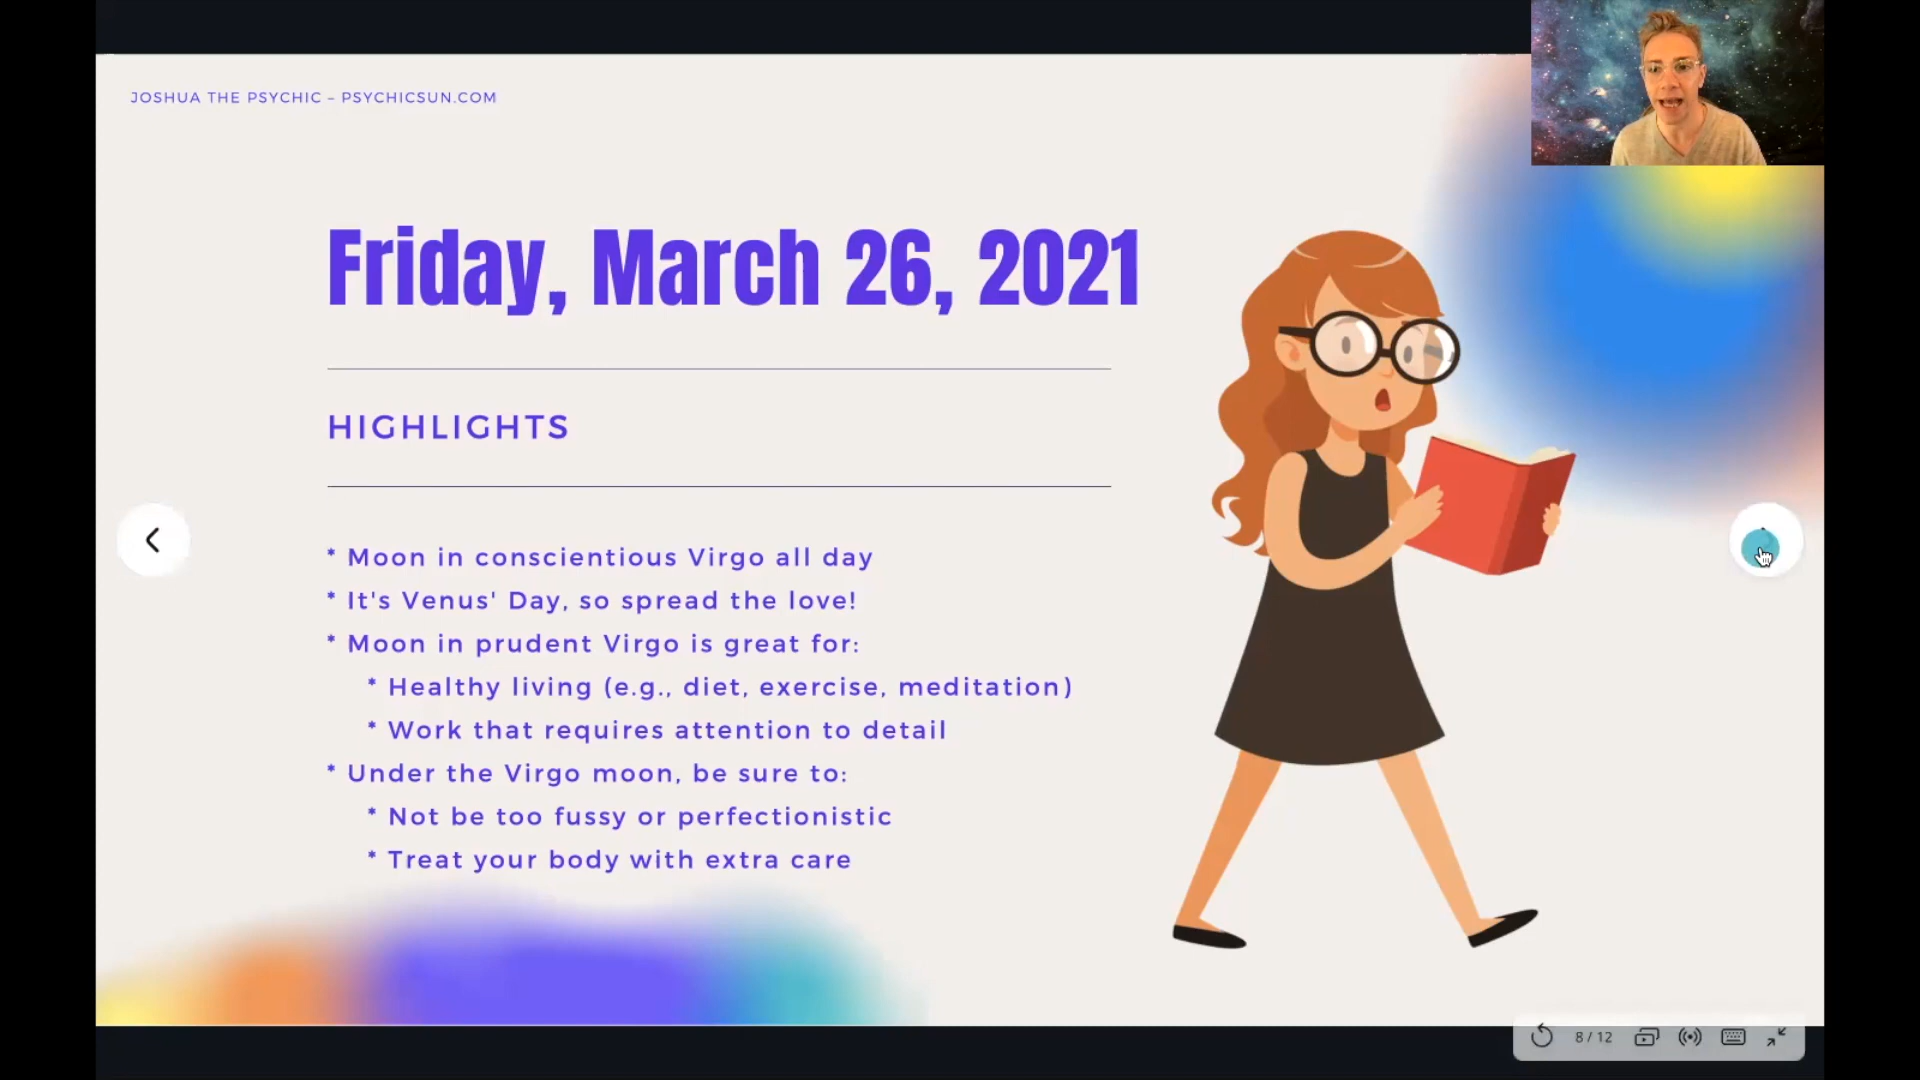 JOSHUA THE PSYCHIC – PSYCHICSUN.COM
Friday, March 26, 2021
HIGHLIGHTS
* Moon in conscientious Virgo all day
* It's Venus' Day, so spread the love!
* Moon in prudent Virgo is great for:
* Healthy living (e.g., diet, exercise, meditation)
* Work that requires attention to detail
* Under the Virgo moon, be sure to:
* Not be too fussy or perfectionistic
* Treat your body with extra care
8 / 12